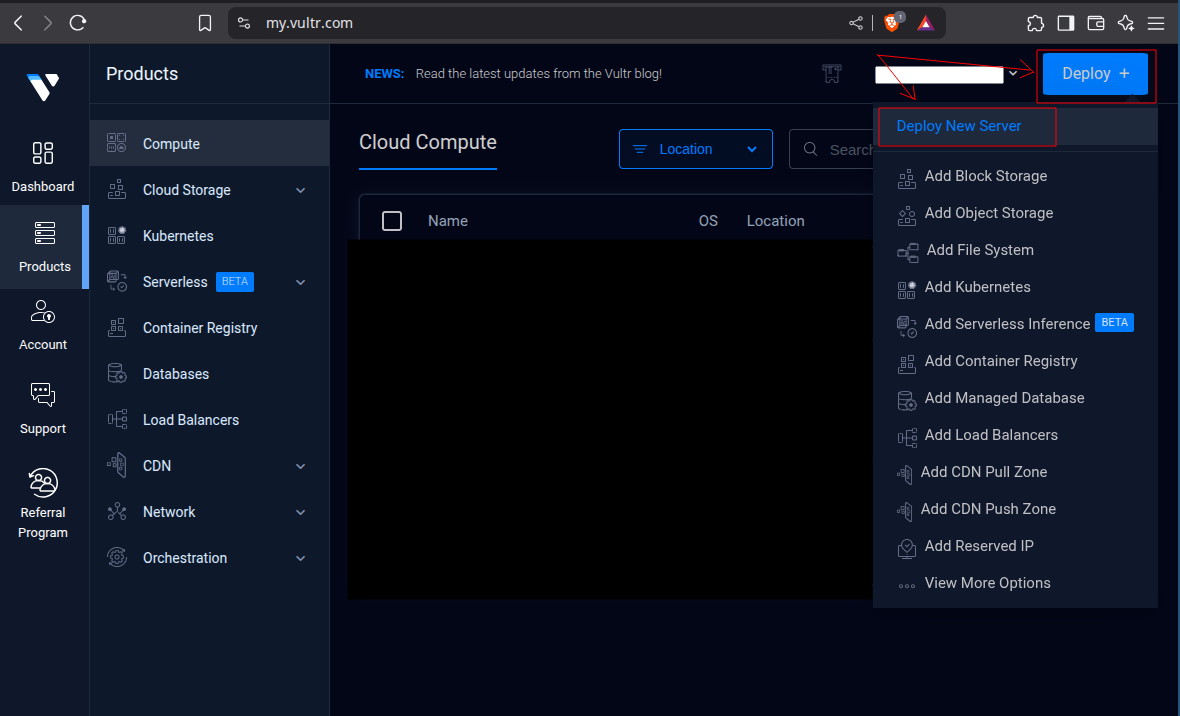 my.vultr.com
1
Products
NEWS: Read the latest updates from the Vultr blog!
Deploy +
Dashboard
Products
Account
Support
Referral
Program
Compute
Cloud Storage
Kubernetes
Serverless BETA
Container Registry
Databases
Load Balancers
CDN
Network
Orchestration
Cloud Compute
Location
Search
Name OS Location
Deploy New Server
Add Block Storage
Add Object Storage
Add File System
Add Kubernetes
Add Serverless Inference BETA
Add Container Registry
Add Managed Database
Add Load Balancers
Add CDN Pull Zone
Add CDN Push Zone
Add Reserved IP
View More Options